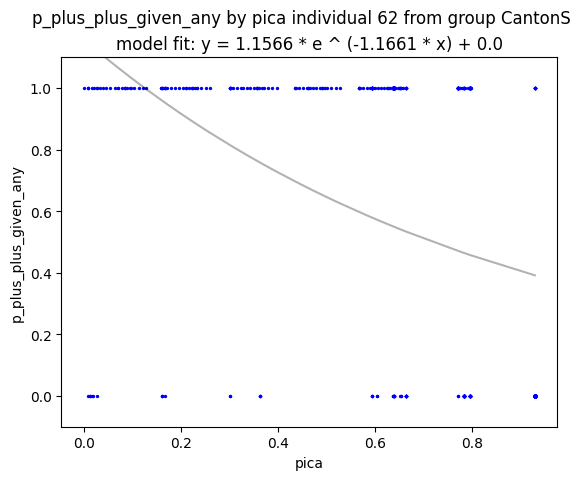 p_plus_plus_given_any by pica individual 62 from group CantonS
model fit: y = 1.1566 * e ^ (-1.1661 * x) + 0.0
1.0
0.8
0.6
0.4
0.2
0.0
p_plus_plus_given_any
0.0 0.2 0.4 0.6 0.8
pica